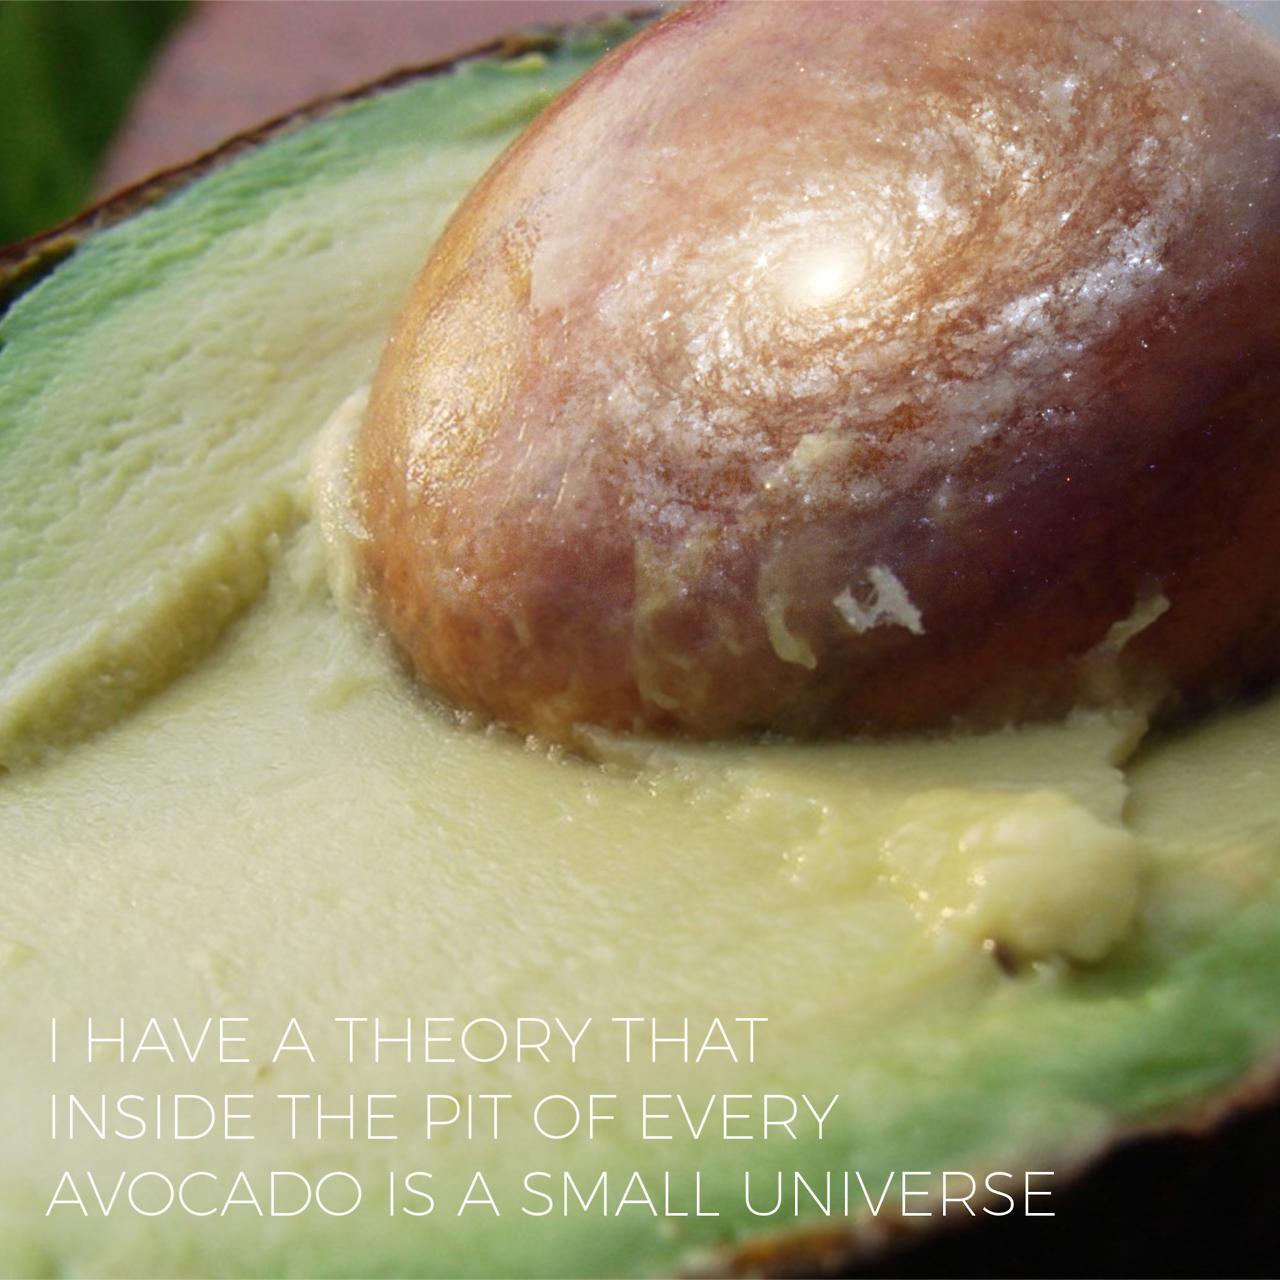 I HAVE A THEORY THAT
INSIDE THE PIT OF EVERY
AVOCADO IS A SMALL UNIVERSE